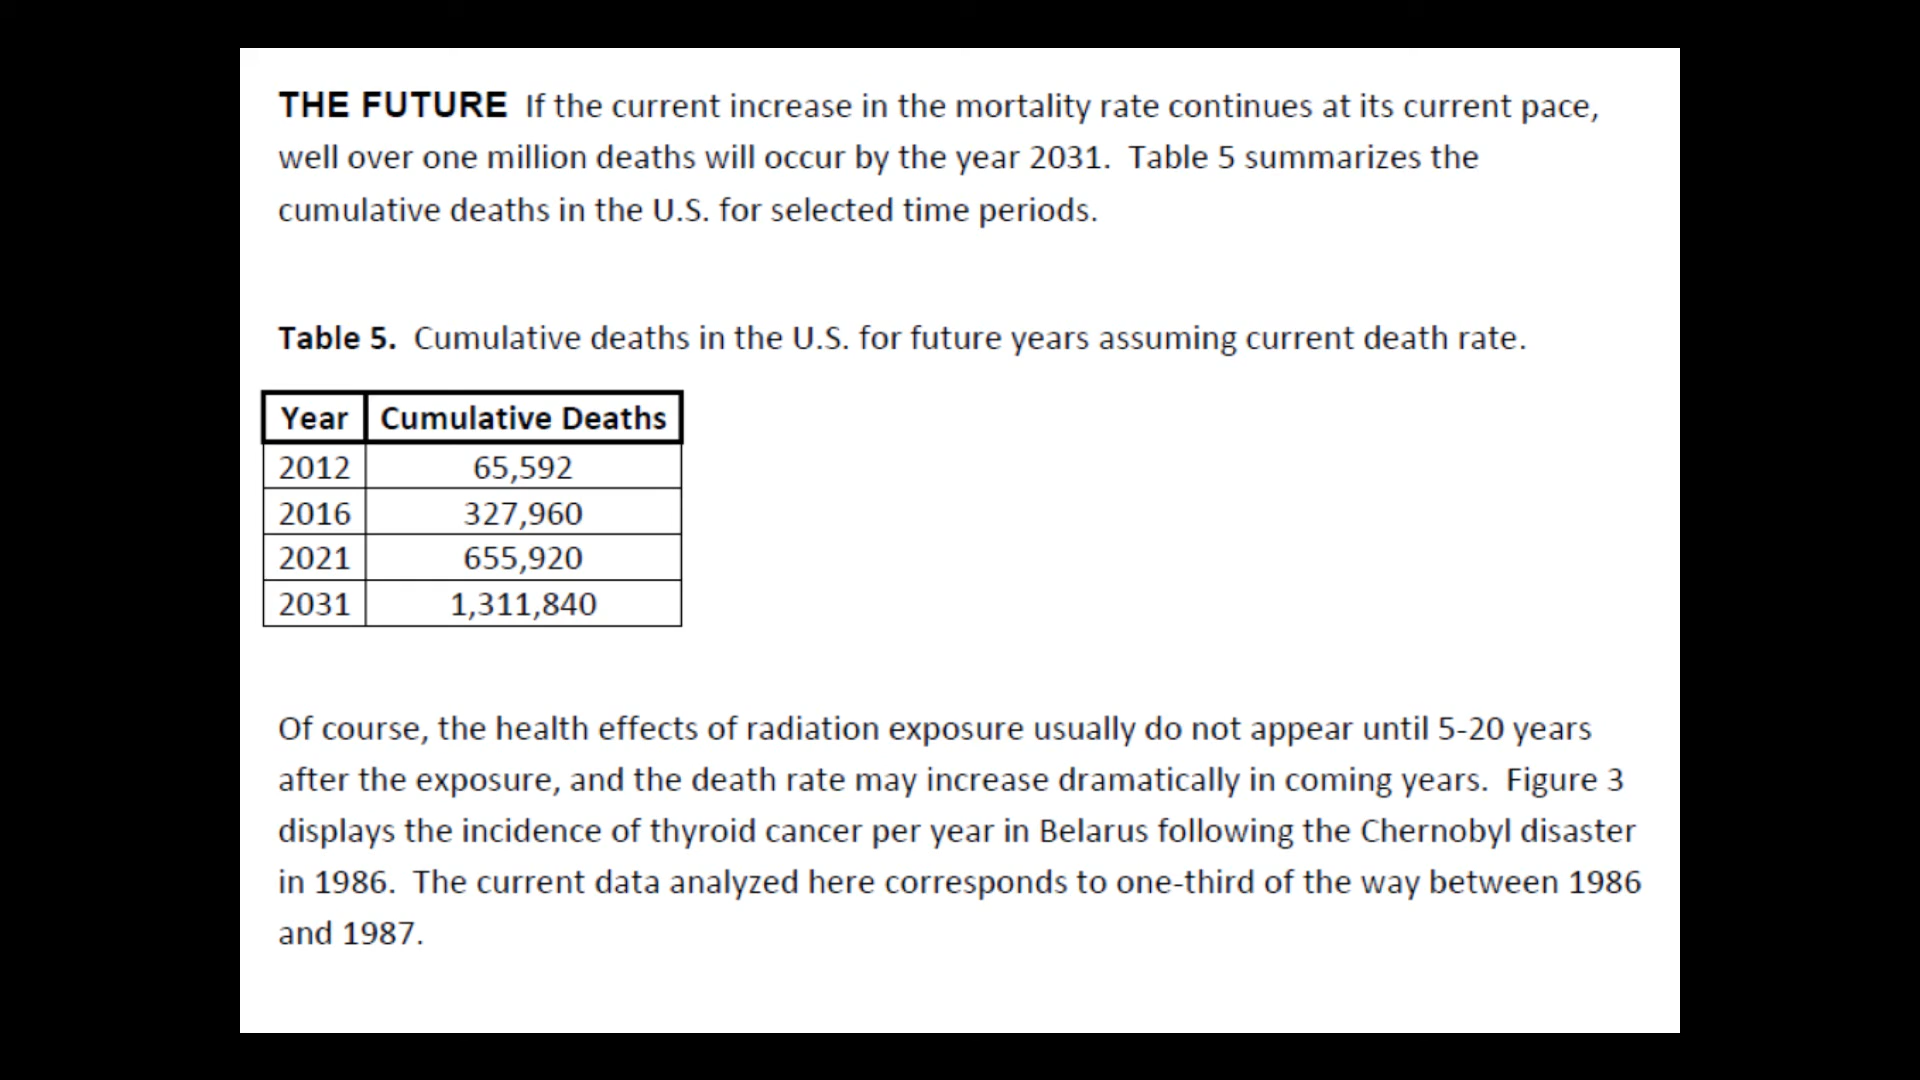 THE FUTURE If the current increase in the mortality rate continues at its current pace,
well over one million deaths will occur by the year 2031. Table 5 summarizes the
cumulative deaths in the U.S. for selected time periods.
Table 5. Cumulative deaths in the U.S. for future years assuming current death rate.
Year Cumulative Deaths
2012 65,592
2016 327,960
2021 655,920
2031 1,311,840
Of course, the health effects of radiation exposure usually do not appear until 5-20 years
after the exposure, and the death rate may increase dramatically in coming years. Figure 3
displays the incidence of thyroid cancer per year in Belarus following the Chernobyl disaster
in 1986. The current data analyzed here corresponds to one-third of the way between 1986
and 1987.